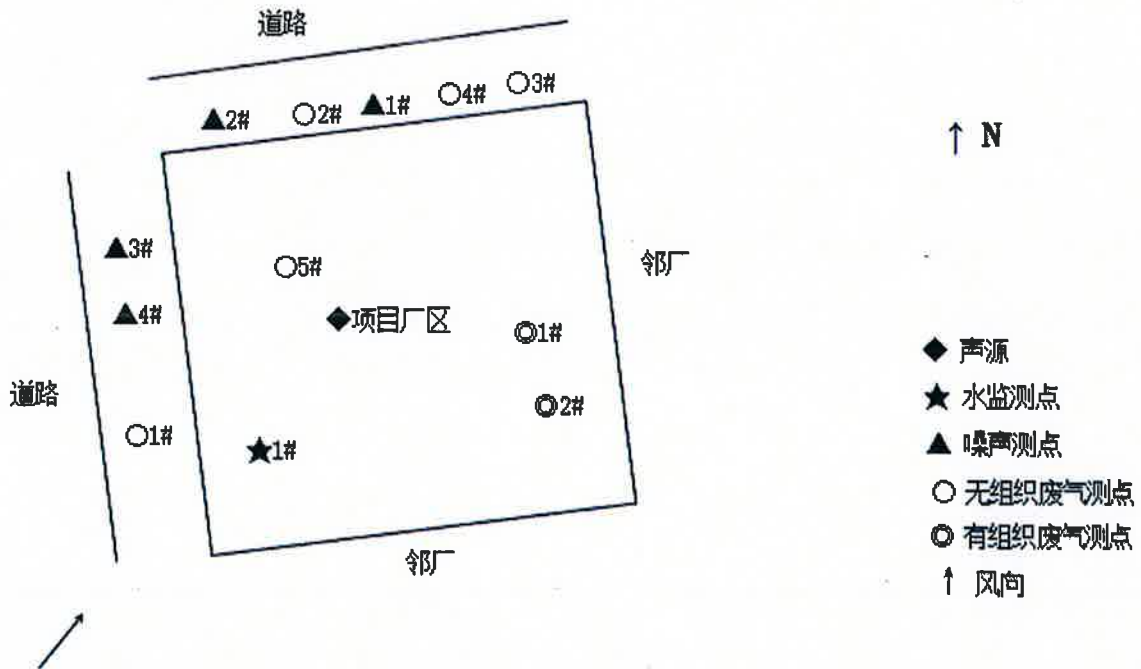 道路
▲2#
○2#
▲1#
○4#
○3#
↑ N
▲3#
○5#
邻厂
▲4#
◆项目厂区
◎1#
◆ 声源
道路
★ 水监测点
◎2#
○1#
★1#
▲ 噪声测点
○ 无组织废气测点
◎ 有组织废气测点
邻厂
↑ 风向